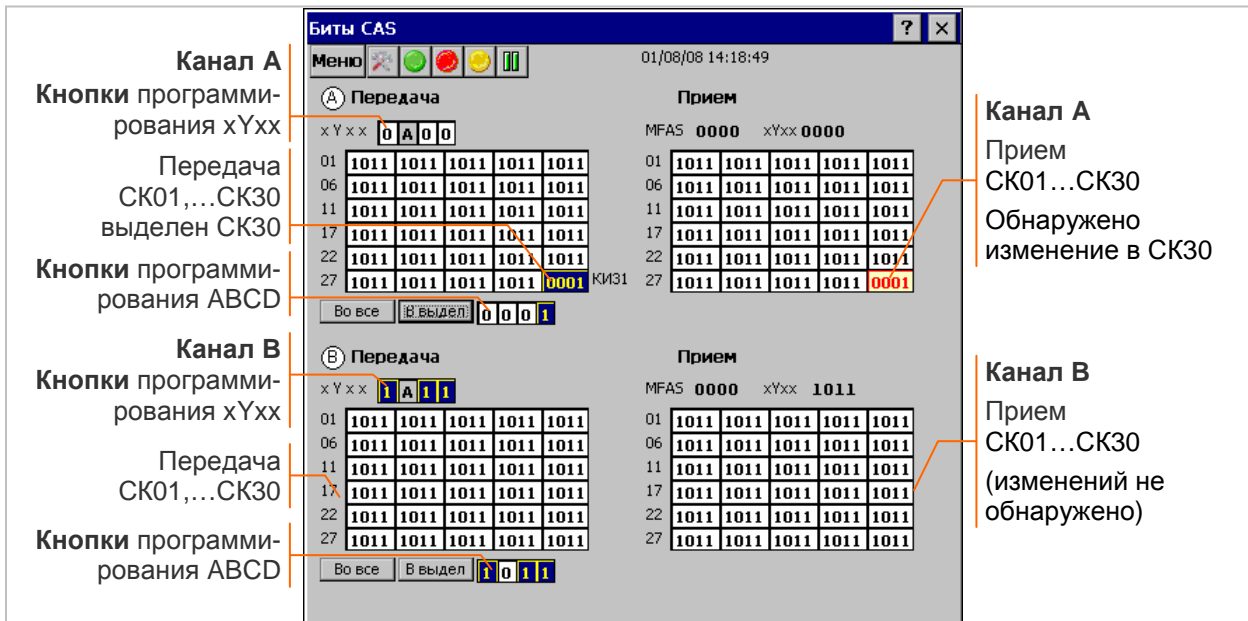 Биты CAS
? ×
Меню
01/08/08 14:18:49
Канал А
Кнопки программи-
рования xYxx
Передача
СК01,…СК30
выделен СК30
Кнопки программи-
рования ABCD
Канал В
Кнопки программи-
рования xYxx
Передача
СК01,…СК30
Кнопки программи-
рования ABCD
A Передача
Прием
x Y x x 0 A 0 0
MFAS 0000 xYxx 0000
01 1011 1011 1011 1011 1011
06 1011 1011 1011 1011 1011
11 1011 1011 1011 1011 1011
17 1011 1011 1011 1011 1011
22 1011 1011 1011 1011 1011
27 1011 1011 1011 1011 0001 КИ31
01 1011 1011 1011 1011 1011
06 1011 1011 1011 1011 1011
11 1011 1011 1011 1011 1011
17 1011 1011 1011 1011 1011
22 1011 1011 1011 1011 1011
27 1011 1011 1011 1011 0001
Во все В выдел 0 0 0 1
B Передача
Прием
x Y x x 1 A 1 1
MFAS 0000 xYxx 1011
01 1011 1011 1011 1011 1011
06 1011 1011 1011 1011 1011
11 1011 1011 1011 1011 1011
17 1011 1011 1011 1011 1011
22 1011 1011 1011 1011 1011
27 1011 1011 1011 1011 1011
01 1011 1011 1011 1011 1011
06 1011 1011 1011 1011 1011
11 1011 1011 1011 1011 1011
17 1011 1011 1011 1011 1011
22 1011 1011 1011 1011 1011
27 1011 1011 1011 1011 1011
Во все В выдел 1 0 1 1
Канал А
Прием
СК01…СК30
Обнаружено
изменение в СК30
Канал В
Прием
СК01…СК30
(изменений не
обнаружено)